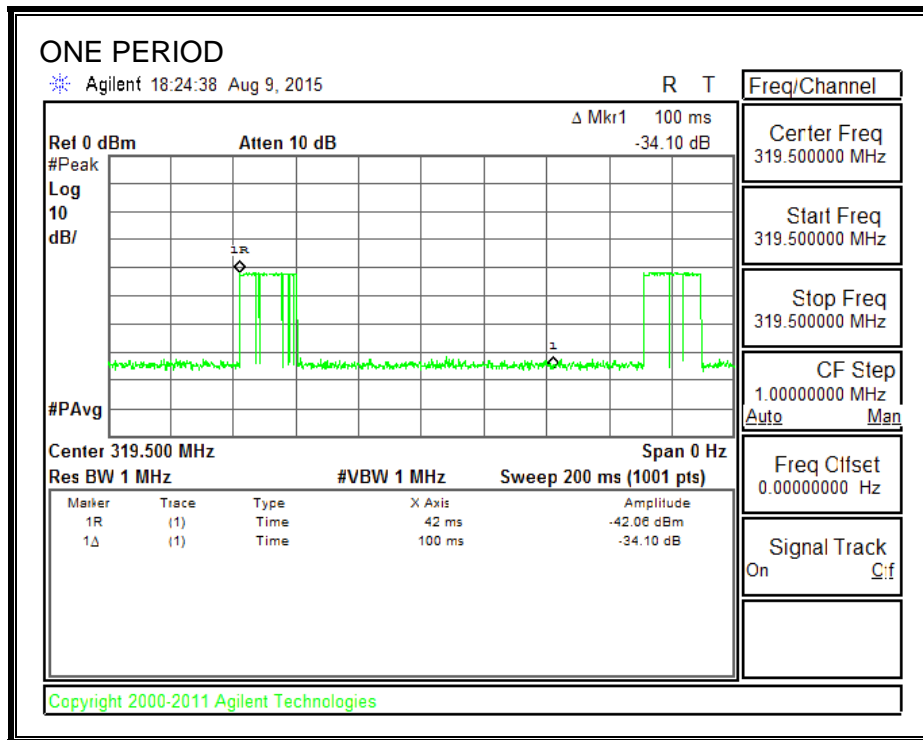 ONE PERIOD
Agilent 18:24:38 Aug 9, 2015 R T
Δ Mkr1 100 ms
Ref 0 dBm Atten 10 dB -34.10 dB
#Peak
Log
10
dB/
1R
1
#PAvg
Center 319.500 MHz Span 0 Hz
Res BW 1 MHz #VBW 1 MHz Sweep 200 ms (1001 pts)
Marker Trace Type X Axis Amplitude
1R (1) Time 42 ms -42.06 dBm
1Δ (1) Time 100 ms -34.10 dB
Copyright 2000-2011 Agilent Technologies
Freq/Channel
Center Freq
319.500000 MHz
Start Freq
319.500000 MHz
Stop Freq
319.500000 MHz
CF Step
1.00000000 MHz
Auto Man
Freq Offset
0.00000000 Hz
Signal Track
On Off